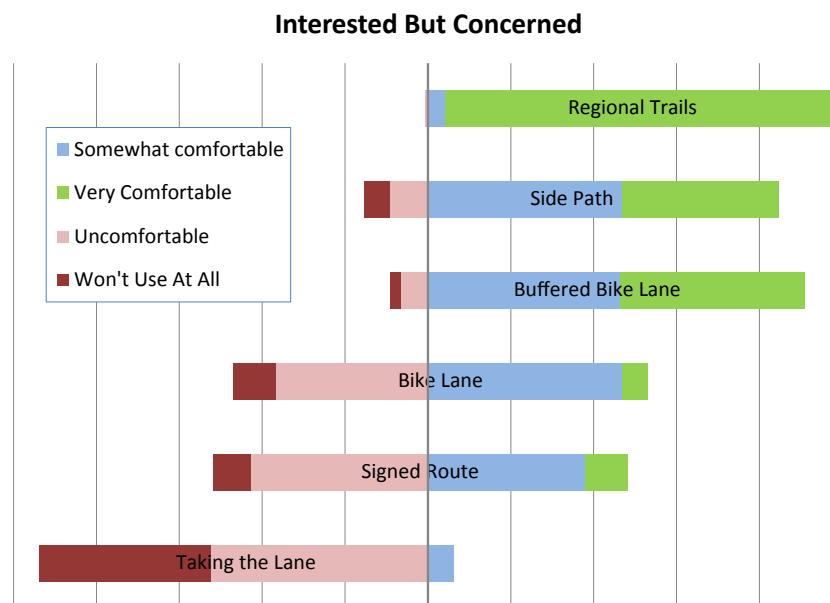 Interested But Concerned
Regional Trails
Somewhat comfortable
Very Comfortable
Uncomfortable
Won't Use At All
Side Path
Buffered Bike Lane
Bike Lane
Signed Route
Taking the Lane